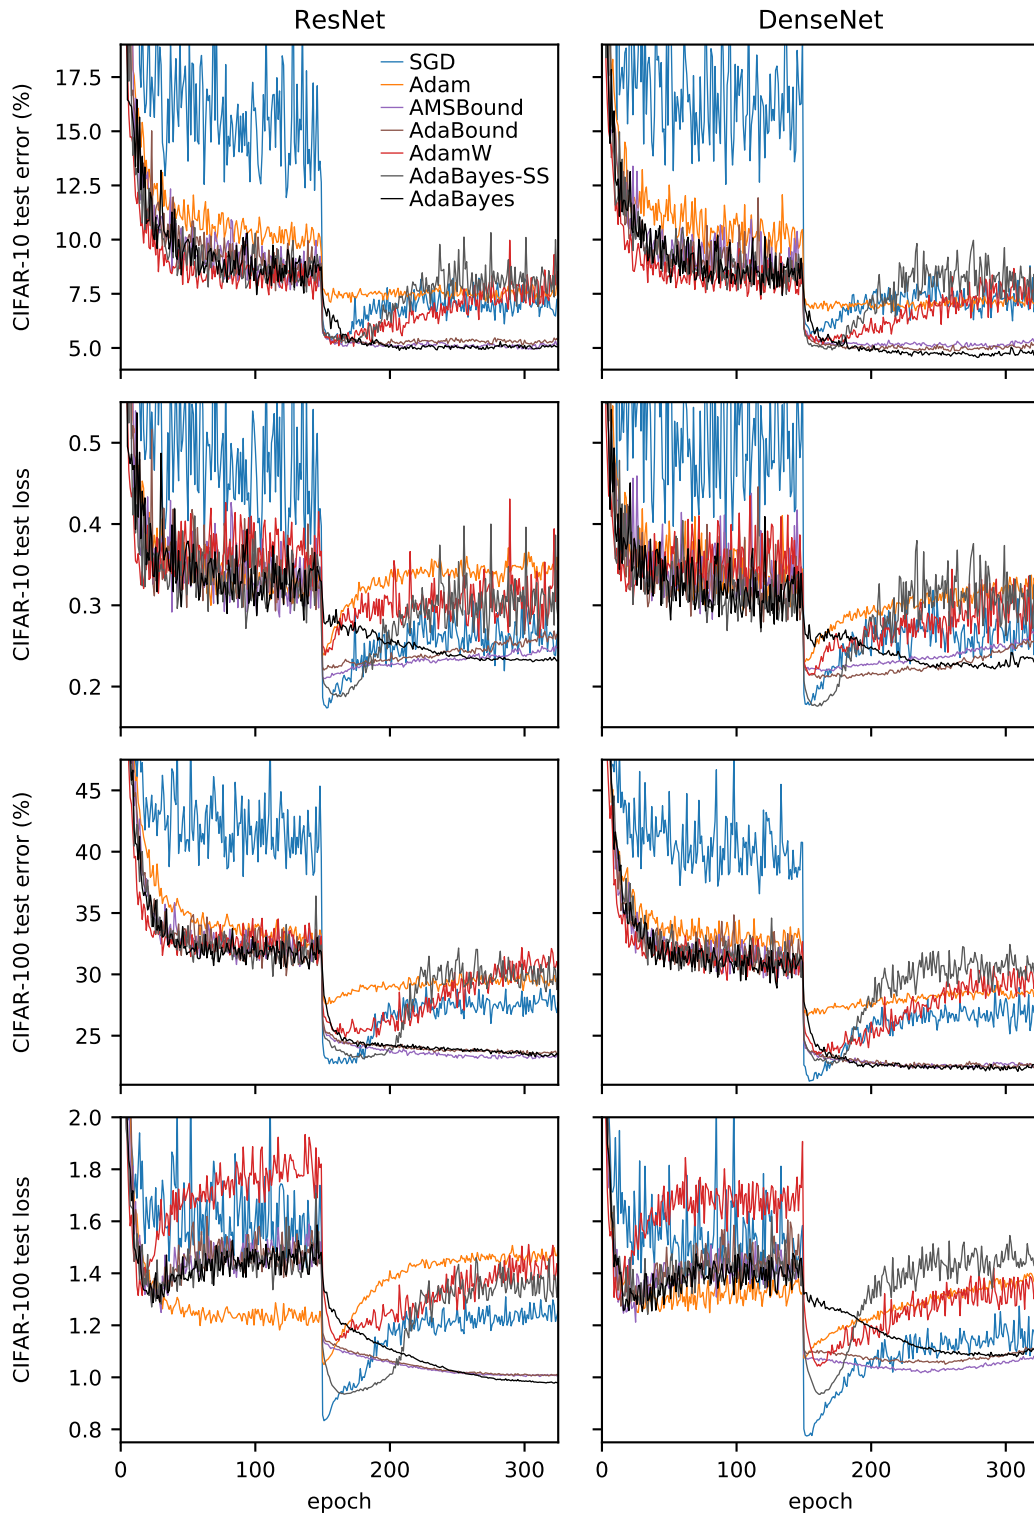 ResNet
DenseNet
CIFAR-10 test error (%)
17.5
15.0
12.5
10.0
7.5
5.0
SGD
Adam
AMSBound
AdaBound
AdamW
AdaBayes-SS
AdaBayes
CIFAR-10 test loss
0.5
0.4
0.3
0.2
CIFAR-100 test error (%)
45
40
35
30
25
CIFAR-100 test loss
2.0
1.8
1.6
1.4
1.2
1.0
0.8
0
100
200
300
epoch
0
100
200
300
epoch